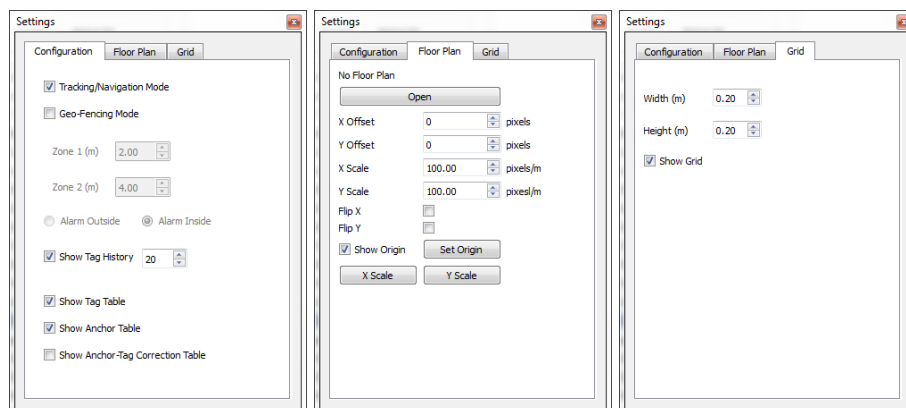 Settings
Configuration Floor Plan Grid
Tracking/Navigation Mode
Geo-Fencing Mode
Zone 1 (m) 2.00
Zone 2 (m) 4.00
Alarm Outside Alarm Inside
Show Tag History 20
Show Tag Table
Show Anchor Table
Show Anchor-Tag Correction Table
Settings
Configuration Floor Plan Grid
No Floor Plan
Open
X Offset 0 pixels
Y Offset 0 pixels
X Scale 100.00 pixels/m
Y Scale 100.00 pixesl/m
Flip X
Flip Y
Show Origin Set Origin
X Scale Y Scale
Settings
Configuration Floor Plan Grid
Width (m) 0.20
Height (m) 0.20
Show Grid